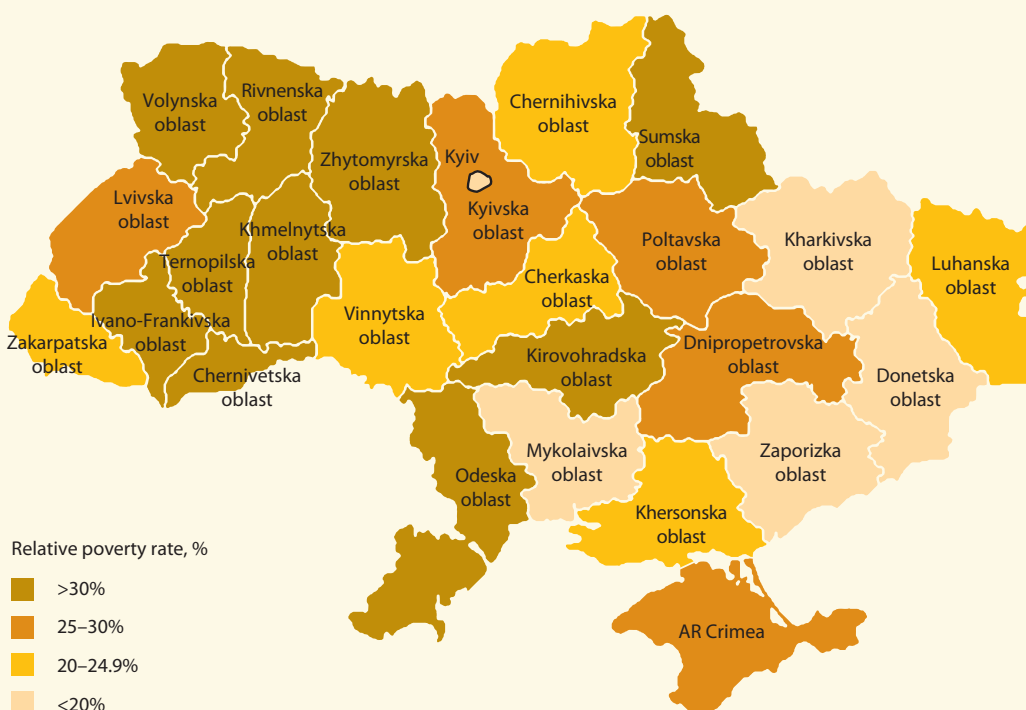 Volynska
oblast
Rivnenska
oblast
Zhytomyrska
oblast
Kyiv
Kyivska
oblast
Chernihivska
oblast
Sumska
oblast
Lvivska
oblast
Ternopilska
oblast
Khmelnytska
oblast
Ivano-Frankivska
oblast
Zakarpatska
oblast
Chernivetska
oblast
Vinnytska
oblast
Cherkaska
oblast
Poltavska
oblast
Kharkivska
oblast
Luhanska
oblast
Kirovohradska
oblast
Dnipropetrovska
oblast
Donetska
oblast
Odeska
oblast
Mykolaivska
oblast
Zaporizka
oblast
Khersonska
oblast
AR Crimea
Relative poverty rate, %
>30%
25–30%
20–24.9%
<20%